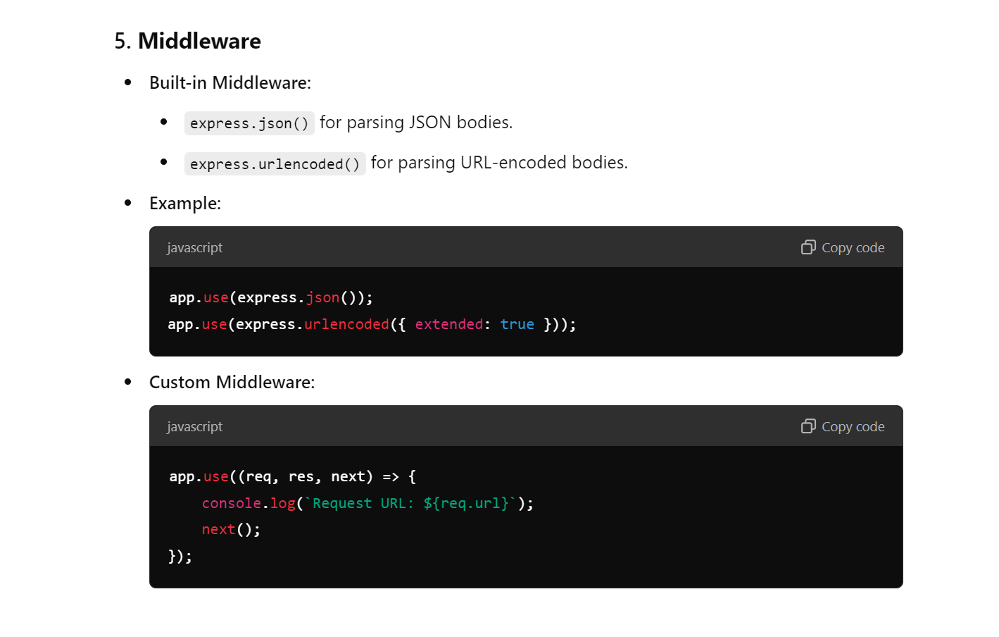 5. Middleware
• Built-in Middleware:
• express.json() for parsing JSON bodies.
• express.urlencoded() for parsing URL-encoded bodies.
• Example:
javascript
Copy code
app.use(express.json());
app.use(express.urlencoded({ extended: true }));
• Custom Middleware:
javascript
Copy code
app.use((req, res, next) => {
    console.log(`Request URL: ${req.url}`);
    next();
});